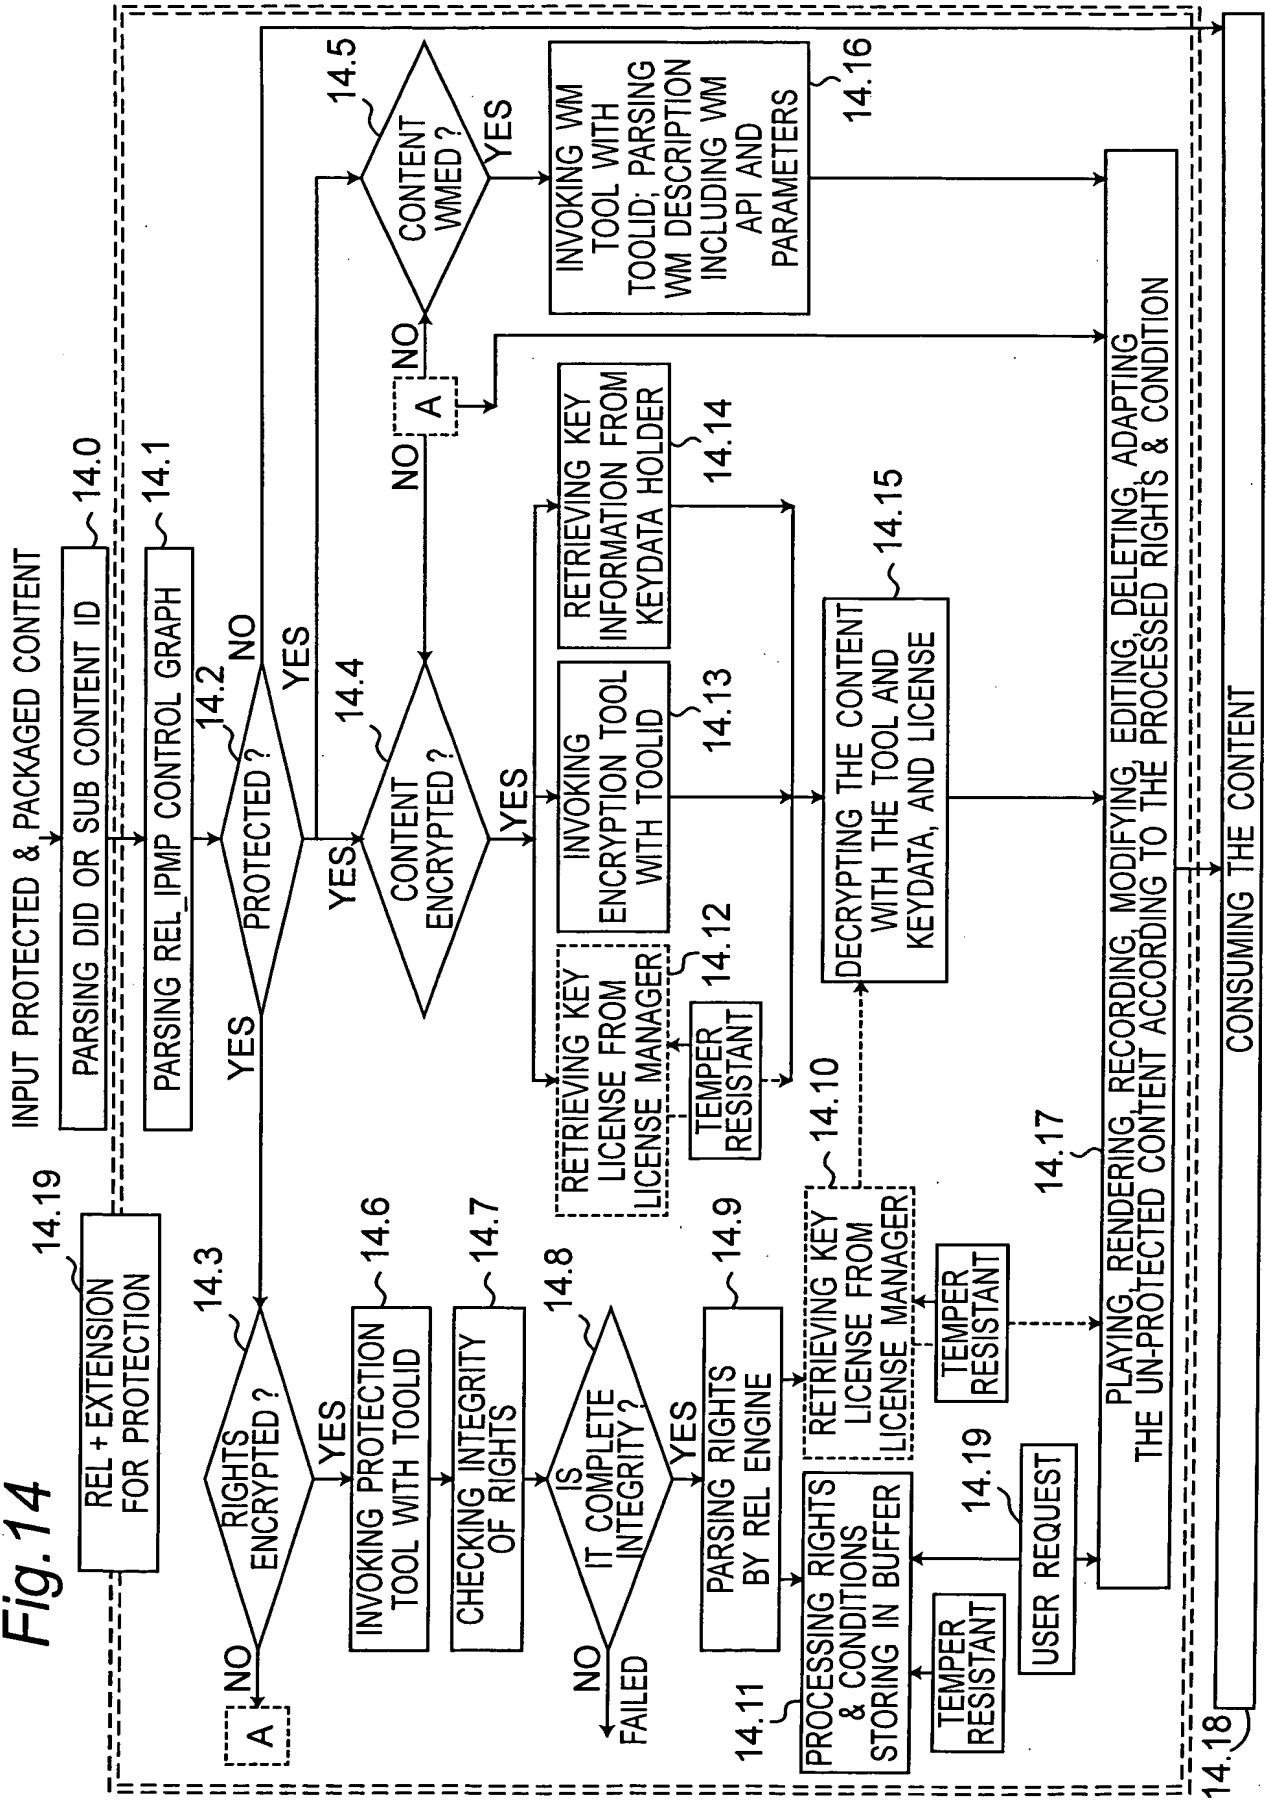 Fig.14
INPUT PROTECTED & PACKAGED CONTENT
14.19
REL + EXTENSION
FOR PROTECTION
PARSING DID OR SUB CONTENT ID
14.0
PARSING REL_IPMP CONTROL GRAPH
14.1
PROTECTED ?
14.2
NO
YES
YES
YES
RIGHTS
ENCRYPTED ?
14.3
NO
A
YES
CONTENT
ENCRYPTED ?
14.4
NO
A
NO
CONTENT
WMED ?
14.5
YES
YES
INVOKING PROTECTION
TOOL WITH TOOLID
14.6
CHECKING INTEGRITY
OF RIGHTS
14.7
IS
IT COMPLETE
INTEGRITY ?
14.8
NO
FAILED
YES
RETRIEVING KEY
LICENSE FROM
LICENSE MANAGER
14.12
TEMPER
RESISTANT
INVOKING
ENCRYPTION TOOL
WITH TOOLID
14.13
RETRIEVING KEY
INFORMATION FROM
KEYDATA HOLDER
14.14
INVOKING WM
TOOL WITH
TOOLID; PARSING
WM DESCRIPTION
INCLUDING WM
API AND
PARAMETERS
14.16
PARSING RIGHTS
BY REL ENGINE
14.9
14.11
PROCESSING RIGHTS
& CONDITIONS
STORING IN BUFFER
RETRIEVING KEY
LICENSE FROM
LICENSE MANAGER
14.10
DECRYPTING THE CONTENT
WITH THE TOOL AND
KEYDATA, AND LICENSE
14.15
TEMPER
RESISTANT
TEMPER
RESISTANT
USER REQUEST
14.19
14.17
PLAYING, RENDERING, RECORDING, MODIFYING, EDITING, DELETING, ADAPTING
THE UN-PROTECTED CONTENT ACCORDING TO THE PROCESSED RIGHTS & CONDITION
14.18
CONSUMING THE CONTENT